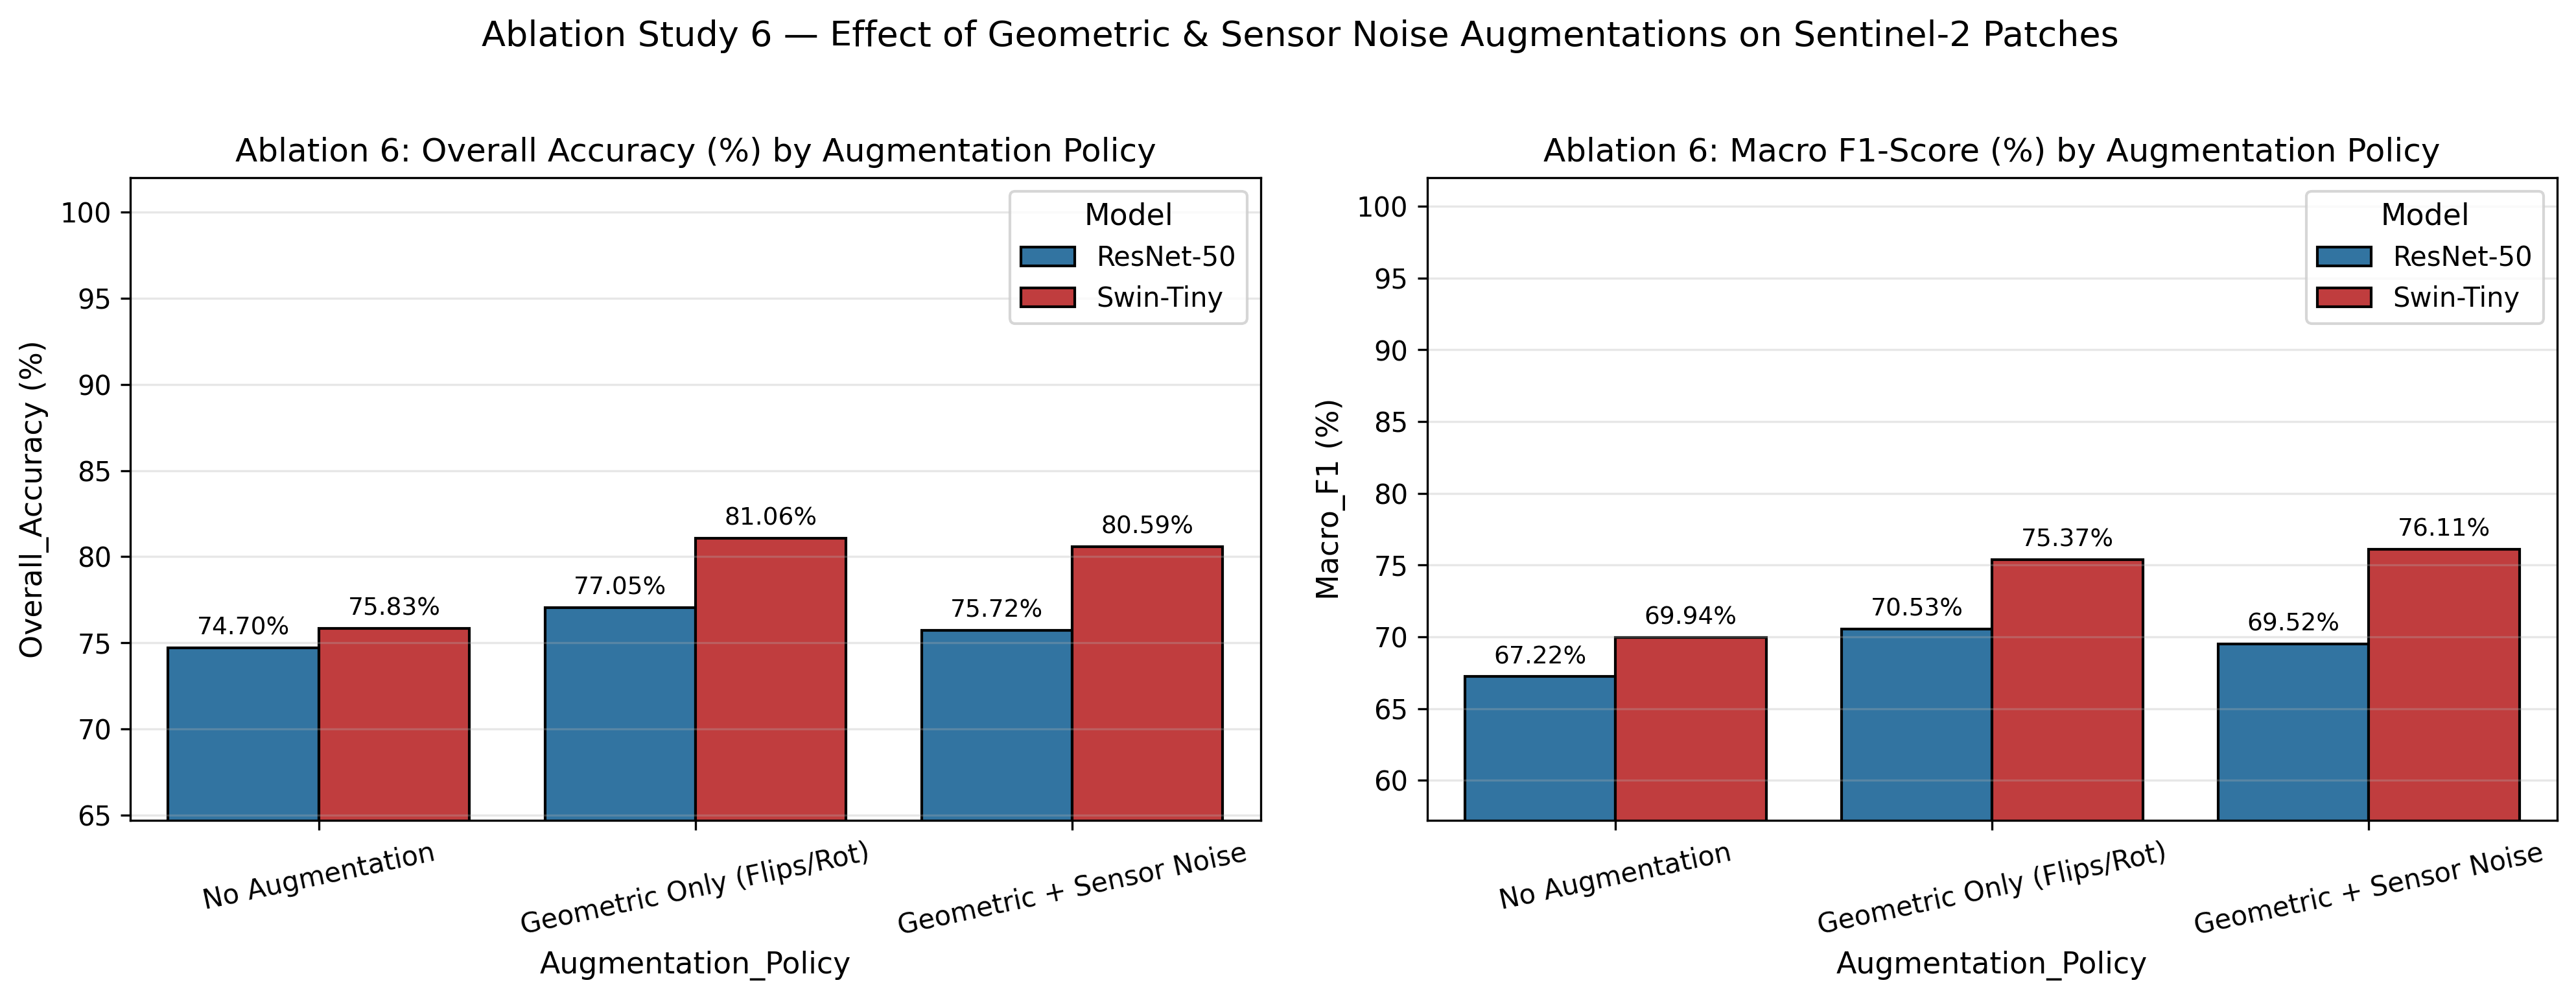 Ablation Study 6 — Effect of Geometric & Sensor Noise Augmentations on Sentinel-2 Patches
Ablation 6: Overall Accuracy (%) by Augmentation Policy
Overall_Accuracy (%)
100
95
90
85
80
75
70
65
Model
ResNet-50
Swin-Tiny
74.70%
75.83%
77.05%
81.06%
75.72%
80.59%
No Augmentation
Geometric Only (Flips/Rot)
Geometric + Sensor Noise
Augmentation_Policy
Ablation 6: Macro F1-Score (%) by Augmentation Policy
Macro_F1 (%)
100
95
90
85
80
75
70
65
60
Model
ResNet-50
Swin-Tiny
67.22%
69.94%
70.53%
75.37%
69.52%
76.11%
No Augmentation
Geometric Only (Flips/Rot)
Geometric + Sensor Noise
Augmentation_Policy